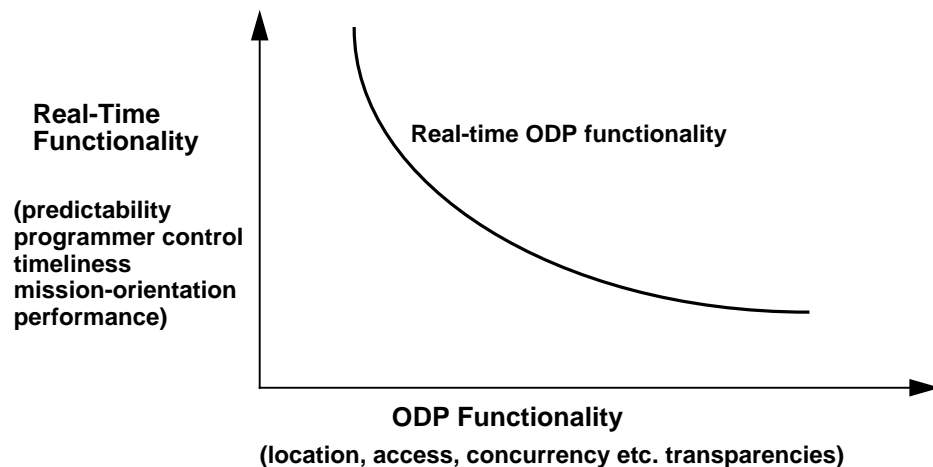 Real-Time
Functionality
Real-time ODP functionality
(predictability
programmer control
timeliness
mission-orientation
performance)
ODP Functionality
(location, access, concurrency etc. transparencies)